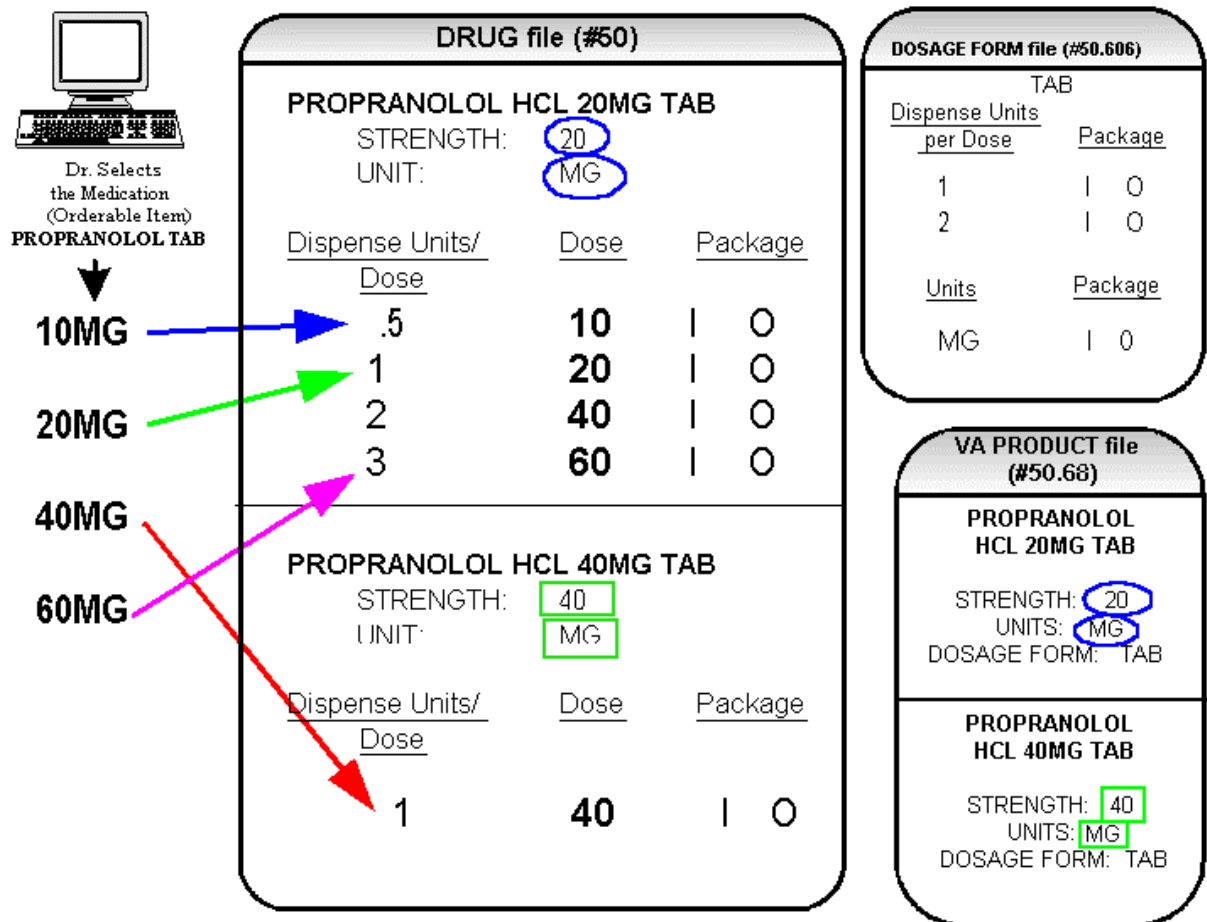 Dr. Selects
the Medication
(Orderable Item)
PROPRANOLOL TAB
10MG
20MG
40MG
60MG
DRUG file (#50)
PROPRANOLOL HCL 20MG TAB
STRENGTH: 20
UNIT: MG
Dispense Units/ Dose Package
Dose
.5 10 I O
1 20 I O
2 40 I O
3 60 I O
PROPRANOLOL HCL 40MG TAB
STRENGTH: 40
UNIT: MG
Dispense Units/ Dose Package
Dose
1 40 I O
DOSAGE FORM file (#50.606)
TAB
Dispense Units
per Dose Package
1 I O
2 I O
Units Package
MG I 0
VA PRODUCT file
(#50.68)
PROPRANOLOL
HCL 20MG TAB
STRENGTH: 20
UNITS: MG
DOSAGE FORM: TAB
PROPRANOLOL
HCL 40MG TAB
STRENGTH: 40
UNITS: MG
DOSAGE FORM: TAB